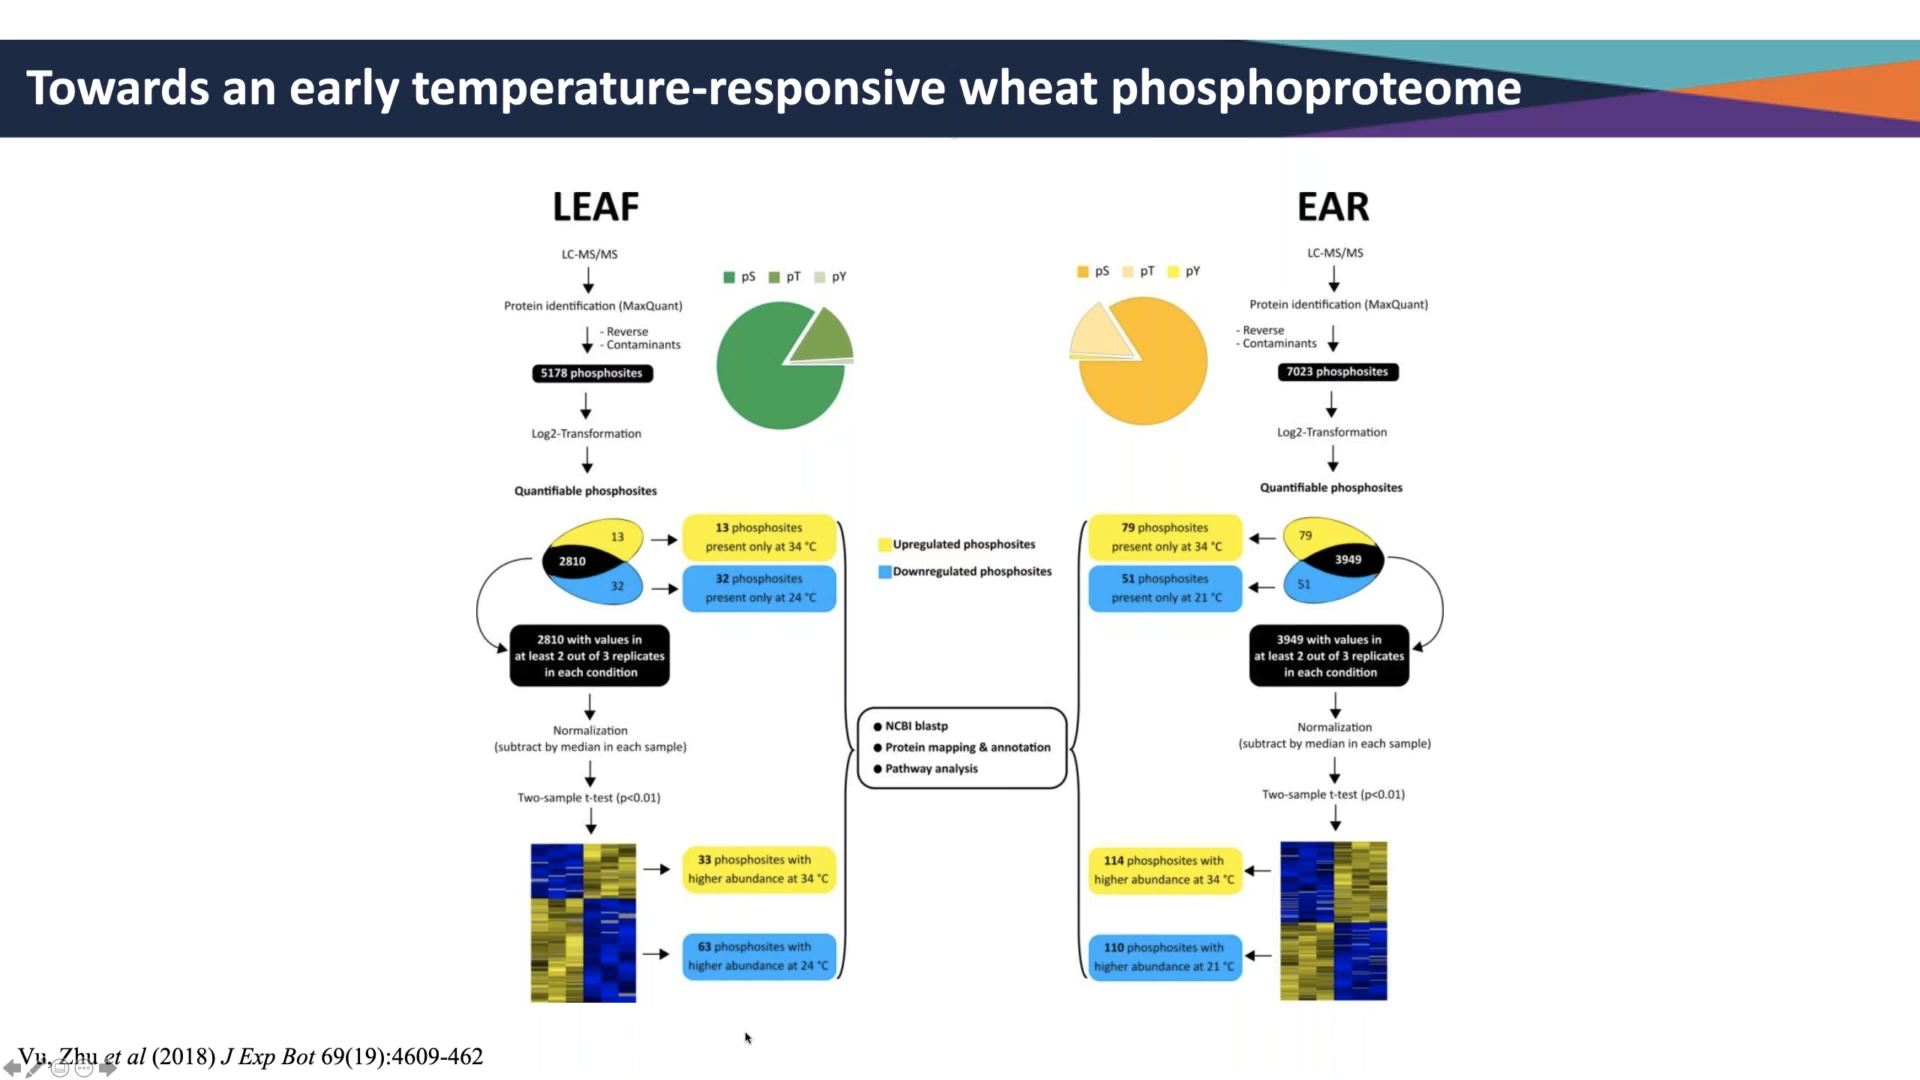 Towards an early temperature-responsive wheat phosphoproteome
LEAF
LC-MS/MS
Protein identification (MaxQuant)
- Reverse
- Contaminants
5178 phosphosites
Log2-Transformation
Quantifiable phosphosites
pS pT pY
13
2810
32
13 phosphosites
present only at 34 °C
32 phosphosites
present only at 24 °C
2810 with values in
at least 2 out of 3 replicates
in each condition
Normalization
(subtract by median in each sample)
Two-sample t-test (p<0.01)
33 phosphosites with
higher abundance at 34 °C
63 phosphosites with
higher abundance at 24 °C
Upregulated phosphosites
Downregulated phosphosites
● NCBI blastp
● Protein mapping & annotation
● Pathway analysis
EAR
LC-MS/MS
Protein identification (MaxQuant)
- Reverse
- Contaminants
7023 phosphosites
Log2-Transformation
Quantifiable phosphosites
pS pT pY
79
3949
51
79 phosphosites
present only at 34 °C
51 phosphosites
present only at 21 °C
3949 with values in
at least 2 out of 3 replicates
in each condition
Normalization
(subtract by median in each sample)
Two-sample t-test (p<0.01)
114 phosphosites with
higher abundance at 34 °C
110 phosphosites with
higher abundance at 21 °C
Vu, Zhu et al (2018) J Exp Bot 69(19):4609-462